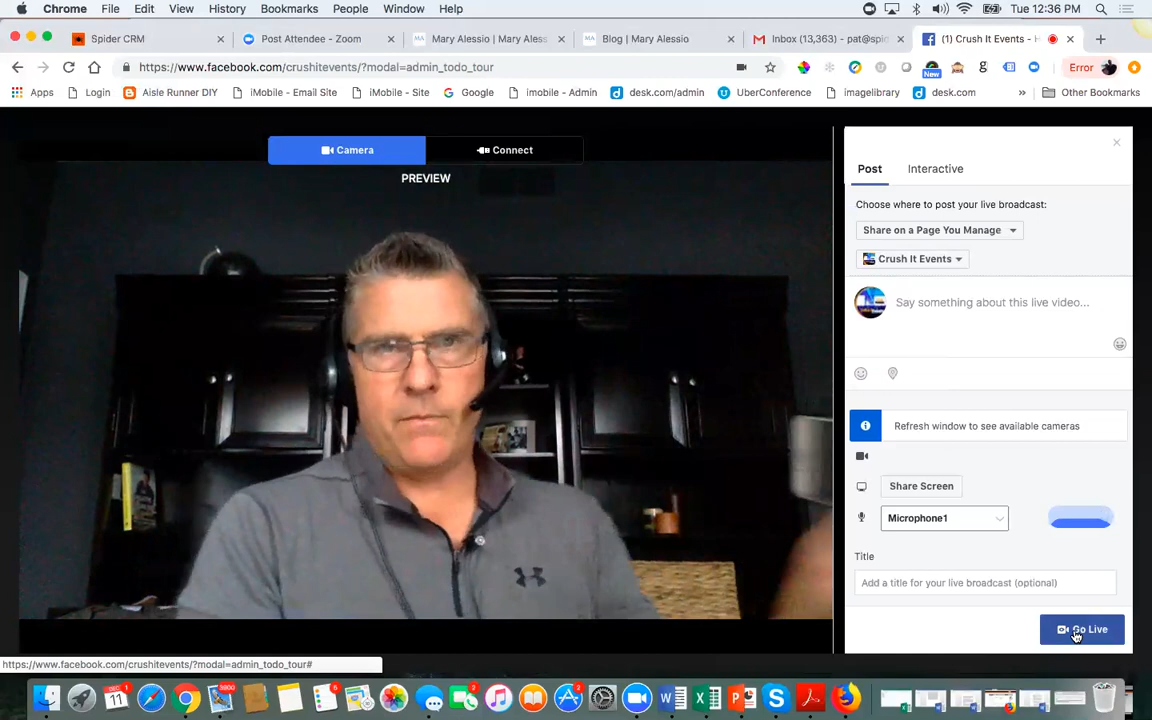 Chrome File Edit View History Bookmarks People Window Help Tue 12:36 PM
Spider CRM Post Attendee - Zoom Mary Alessio | Mary Aless Blog | Mary Alessio Inbox (13,363) - pat@spi (1) Crush It Events - H
https://www.facebook.com/crushitevents/?modal=admin_todo_tour New Error
Apps Login Aisle Runner DIY iMobile - Email Site iMobile - Site Google imobile - Admin desk.com/admin UberConference imagelibrary desk.com » Other Bookmarks
Camera Connect
PREVIEW
Post Interactive
Choose where to post your live broadcast:
Share on a Page You Manage
Crush It Events
Say something about this live video...
Refresh window to see available cameras
Share Screen
Microphone1
Title
Add a title for your live broadcast (optional)
Go Live
https://www.facebook.com/crushitevents/?modal=admin_todo_tour#